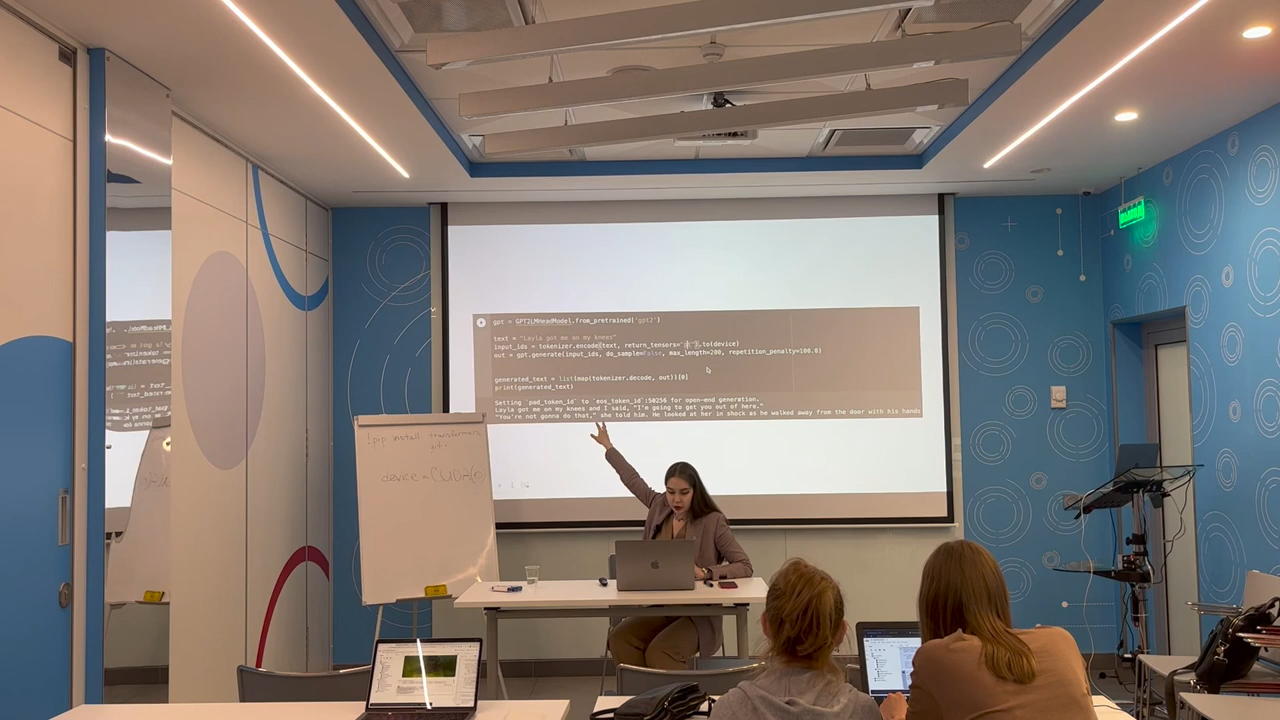 gpt = GPT2LMHeadModel.from_pretrained('gpt2')
text = "Layla got me on my knees"
input_ids = tokenizer.encode(text, return_tensors="pt").to(device)
out = gpt.generate(input_ids, do_sample=False, max_length=200, repetition_penalty=100.0)
generated_text = list(map(tokenizer.decode, out))[0]
print(generated_text)
Setting `pad_token_id` to `eos_token_id`:50256 for open-end generation.
Layla got me on my knees and I said, "I'm going to get you out of here."
"You're not gonna do that," she told him. He looked at her in shock as he walked away from the door with his hands
!pip install transformers
device = CUDA:0